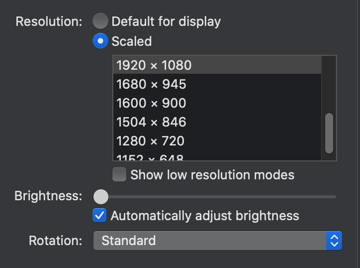 Resolution: Default for display
Scaled
1920 × 1080
1680 × 945
1600 × 900
1504 × 846
1280 × 720
1152 × 648
Show low resolution modes
Brightness:
Automatically adjust brightness
Rotation: Standard